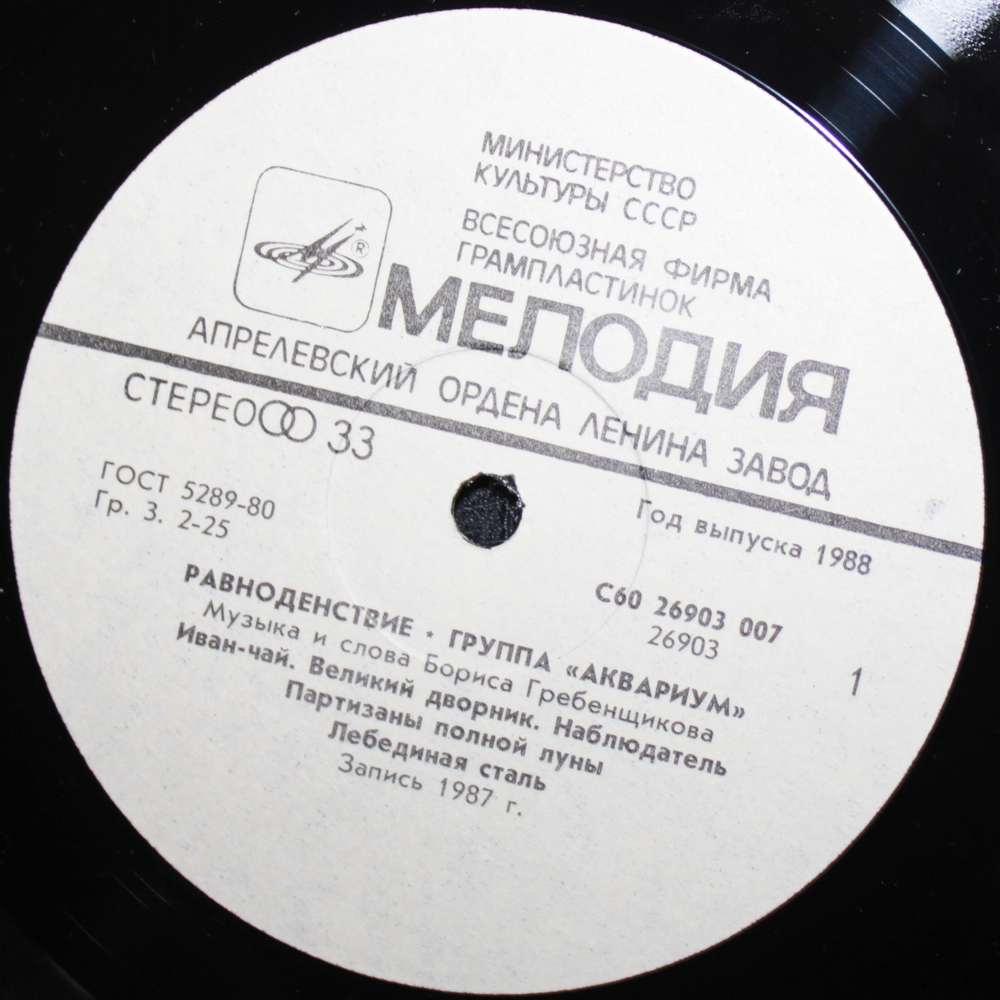 МИНИСТЕРСТВО
КУЛЬТУРЫ СССР
ВСЕСОЮЗНАЯ ФИРМА
ГРАМПЛАСТИНОК
®
МЕЛОДИЯ
АПРЕЛЕВСКИЙ ОРДЕНА ЛЕНИНА ЗАВОД
СТЕРЕО 33
ГОСТ 5289-80
Гр. 3. 2-25
Год выпуска 1988
С60 26903 007
26903
1
РАВНОДЕНСТВИЕ • ГРУППА «АКВАРИУМ»
Музыка и слова Бориса Гребенщикова
Иван-чай. Великий дворник. Наблюдатель
Партизаны полной луны
Лебединая сталь
Запись 1987 г.